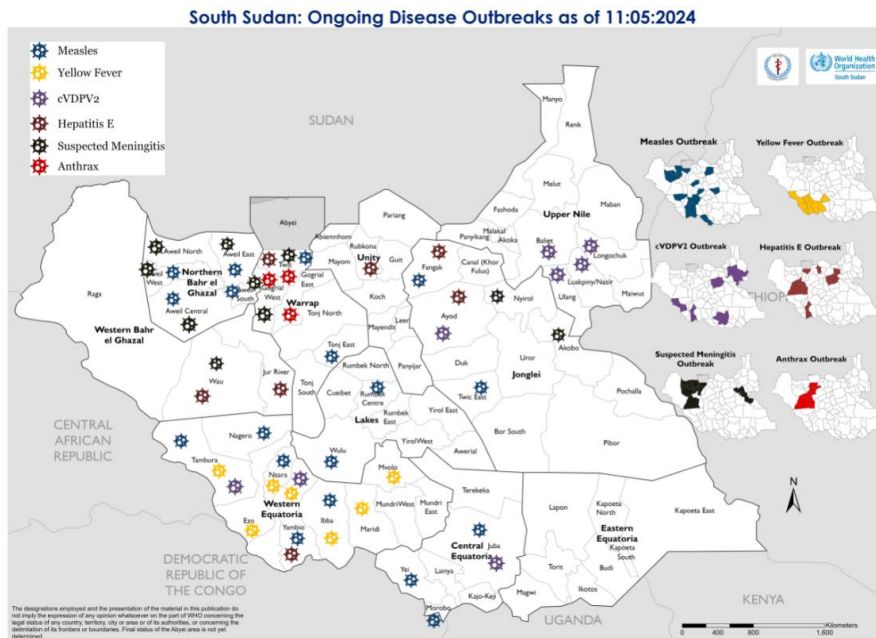 South Sudan: Ongoing Disease Outbreaks as of 11:05:2024
Measles
Yellow Fever
cVDPV2
Hepatitis E
Suspected Meningitis
Anthrax
World Health
Organization
South Sudan
SUDAN
Manyo
Renk
Measles Outbreak
Yellow Fever Outbreak
Melut
Maban
Abyei
Pariang
Fashoda
Upper Nile
Abiemnhom
Malakal
Panyikang
Akoka
Baliet
Rubkona
Aweil North
Aweil East
Twic
Unity
Guit
Canal (Khor
Fulus)
Longochuk
cVDPV2 Outbreak
Hepatitis E Outbreak
Mayom
Fangak
Northern Bahr
el Ghazal
Gogrial
East
Luakpiny/Nasir
West
South
Gogrial
West
Ulang
Maiwut
Raga
Koch
Nyirol
Warrap
Aweil Central
Tonj North
Leer
Mayendit
Ayod
Western Bahr
el Ghazal
Akobo
Uror
Suspected Meningitis
Outbreak
Anthrax Outbreak
Tonj East
Panyijar
Duk
Wau
Jur River
Rumbek North
Jonglei
Tonj
South
Cueibet
Rumbek
Centre
Twic East
Pochalla
Lakes
Rumbek
East
Yirol East
CENTRAL
AFRICAN
REPUBLIC
Nagero
Wulu
YirolWest
Bor South
Pibor
Awerial
Tambura
Mvolo
N
Nzara
Terekeka
Western
Equatoria
MundriWest
Mundri
East
Lapon
Kapoeta
North
Kapoeta East
Ezo
Ibba
Maridi
Yambio
Eastern
Equatoria
Central
Equatoria
Juba
Kapoeta
South
DEMOCRATIC
REPUBLIC OF
THE CONGO
Yei
Lainya
Torit
Budi
Kajo-Keji
Magwi
Ikotos
Morobo
UGANDA
KENYA
The designations employed and the presentation of the material in this publication do
not imply the expression of any opinion whatsoever on the part of WHO concerning the
legal status of any country, territory, city or area or of its authorities, or concerning the
delimitation of its frontiers or boundaries. Final status of the Abyei area is not yet
determined.
Kilometers
0 400 800 1,600